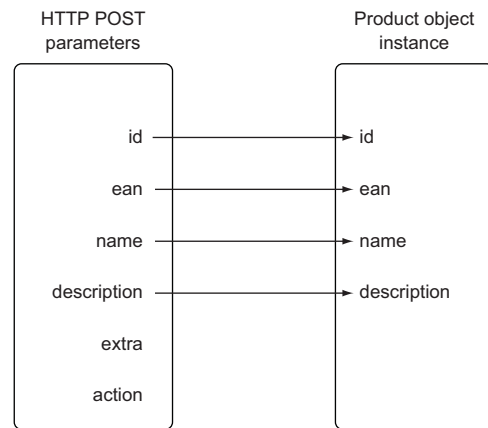 HTTP POST
parameters
Product object
instance
id
id
ean
ean
name
name
description
description
extra
action